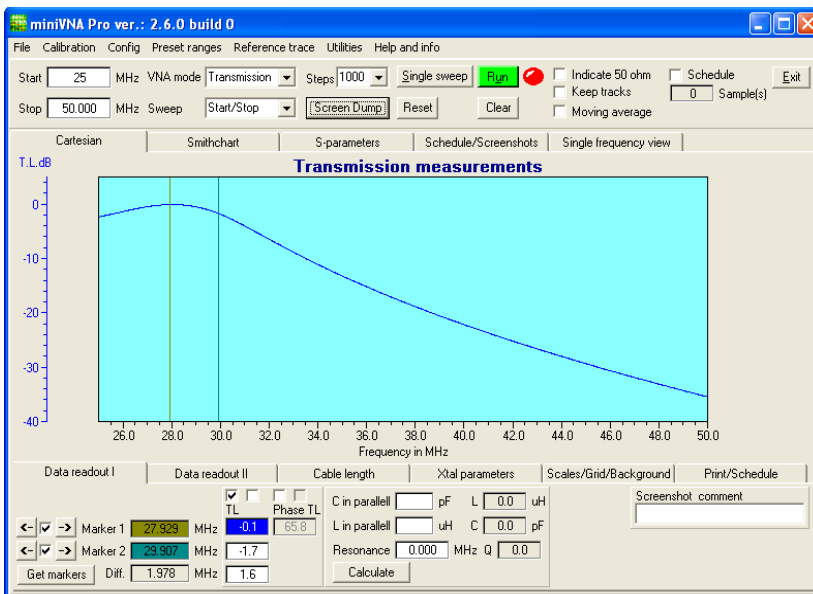 miniVNA Pro ver.: 2.6.0 build 0
File Calibration Config Preset ranges Reference trace Utilities Help and info
Start 25 MHz VNA mode Transmission Steps 1000 Single sweep Run Indicate 50 ohm Schedule Exit
Keep tracks 0 Sample(s)
Stop 50.000 MHz Sweep Start/Stop Screen Dump Reset Clear Moving average
Cartesian Smithchart S-parameters Schedule/Screenshots Single frequency view
T.L.dB Transmission measurements
0
-10
-20
-30
-40
26.0 28.0 30.0 32.0 34.0 36.0 38.0 40.0 42.0 44.0 46.0 48.0 50.0
Frequency in MHz
Data readout I Data readout II Cable length Xtal parameters Scales/Grid/Background Print/Schedule
TL Phase TL C in parallell pF L 0.0 uH Screenshot comment
<- -> Marker 1 27.929 MHz -0.1 65.8 L in parallell uH C 0.0 pF
<- -> Marker 2 29.907 MHz -1.7 Resonance 0.000 MHz Q 0.0
Get markers Diff. 1.978 MHz 1.6 Calculate